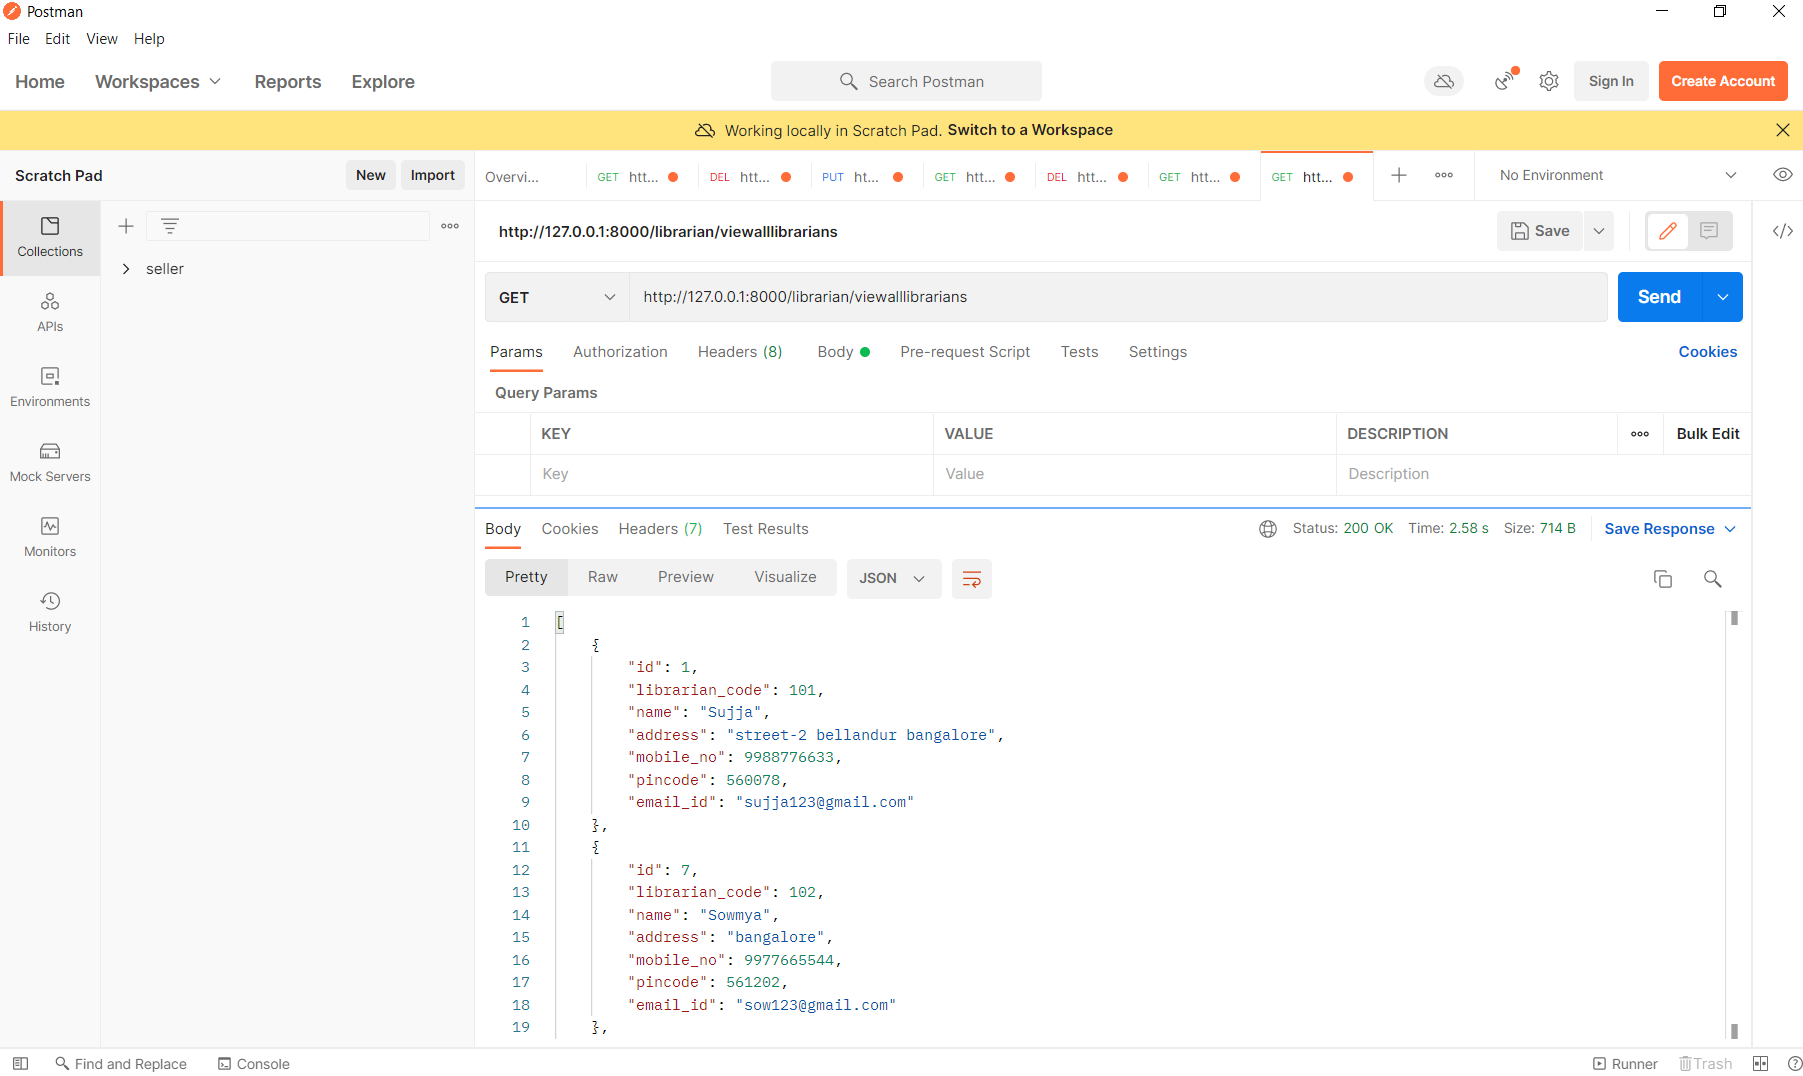 Postman
File Edit View Help
Home Workspaces Reports Explore Search Postman Sign In Create Account
Working locally in Scratch Pad. Switch to a Workspace
Scratch Pad New Import
Overvi... GET htt... DEL htt... PUT ht... GET htt... DEL htt... GET htt... GET htt... No Environment
Collections
APIs
Environments
Mock Servers
Monitors
History
seller
http://127.0.0.1:8000/librarian/viewalllibrarians Save
GET http://127.0.0.1:8000/librarian/viewalllibrarians Send
Params Authorization Headers (8) Body Pre-request Script Tests Settings Cookies
Query Params
KEY VALUE DESCRIPTION Bulk Edit
Key Value Description
Body Cookies Headers (7) Test Results Status: 200 OK Time: 2.58 s Size: 714 B Save Response
Pretty Raw Preview Visualize JSON
1 [
2 {
3 "id": 1,
4 "librarian_code": 101,
5 "name": "Sujja",
6 "address": "street-2 bellandur bangalore",
7 "mobile_no": 9988776633,
8 "pincode": 560078,
9 "email_id": "sujja123@gmail.com"
10 },
11 {
12 "id": 7,
13 "librarian_code": 102,
14 "name": "Sowmya",
15 "address": "bangalore",
16 "mobile_no": 9977665544,
17 "pincode": 561202,
18 "email_id": "sow123@gmail.com"
19 },
Find and Replace Console Runner Trash